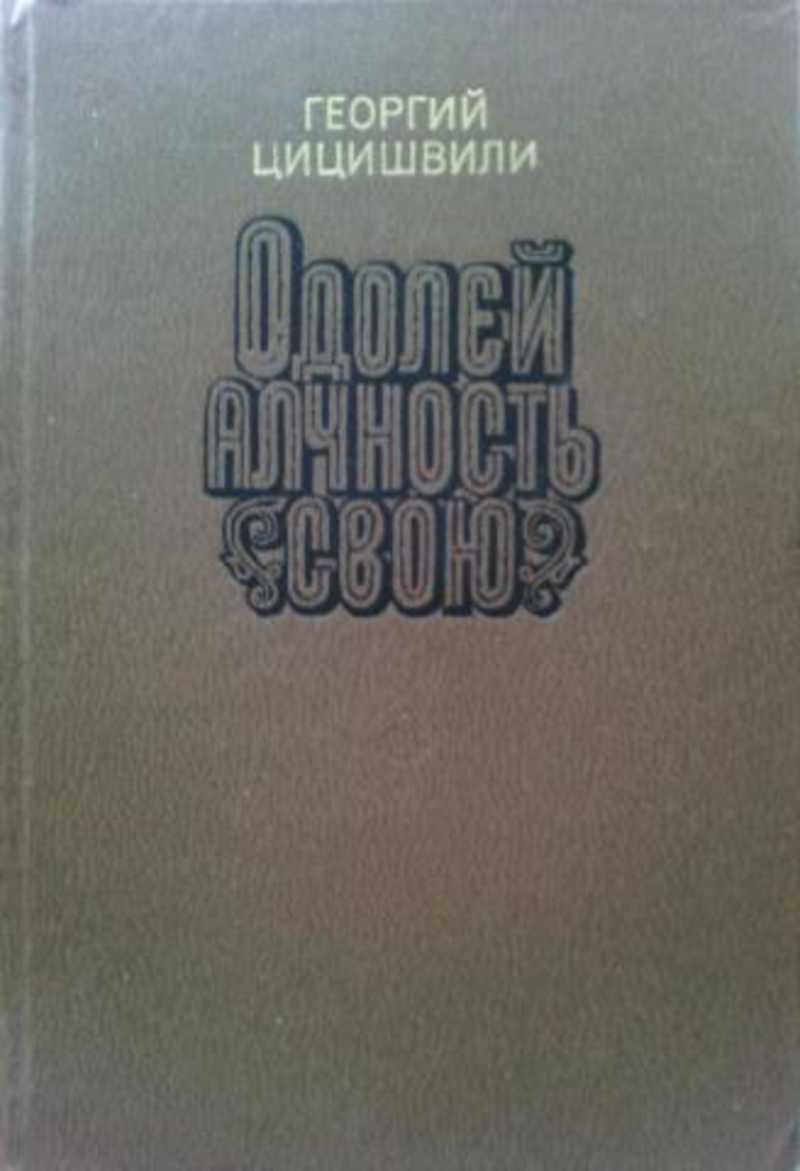 ГЕОРГИЙ
ЦИЦИШВИЛИ
Одолей
алчность
свою